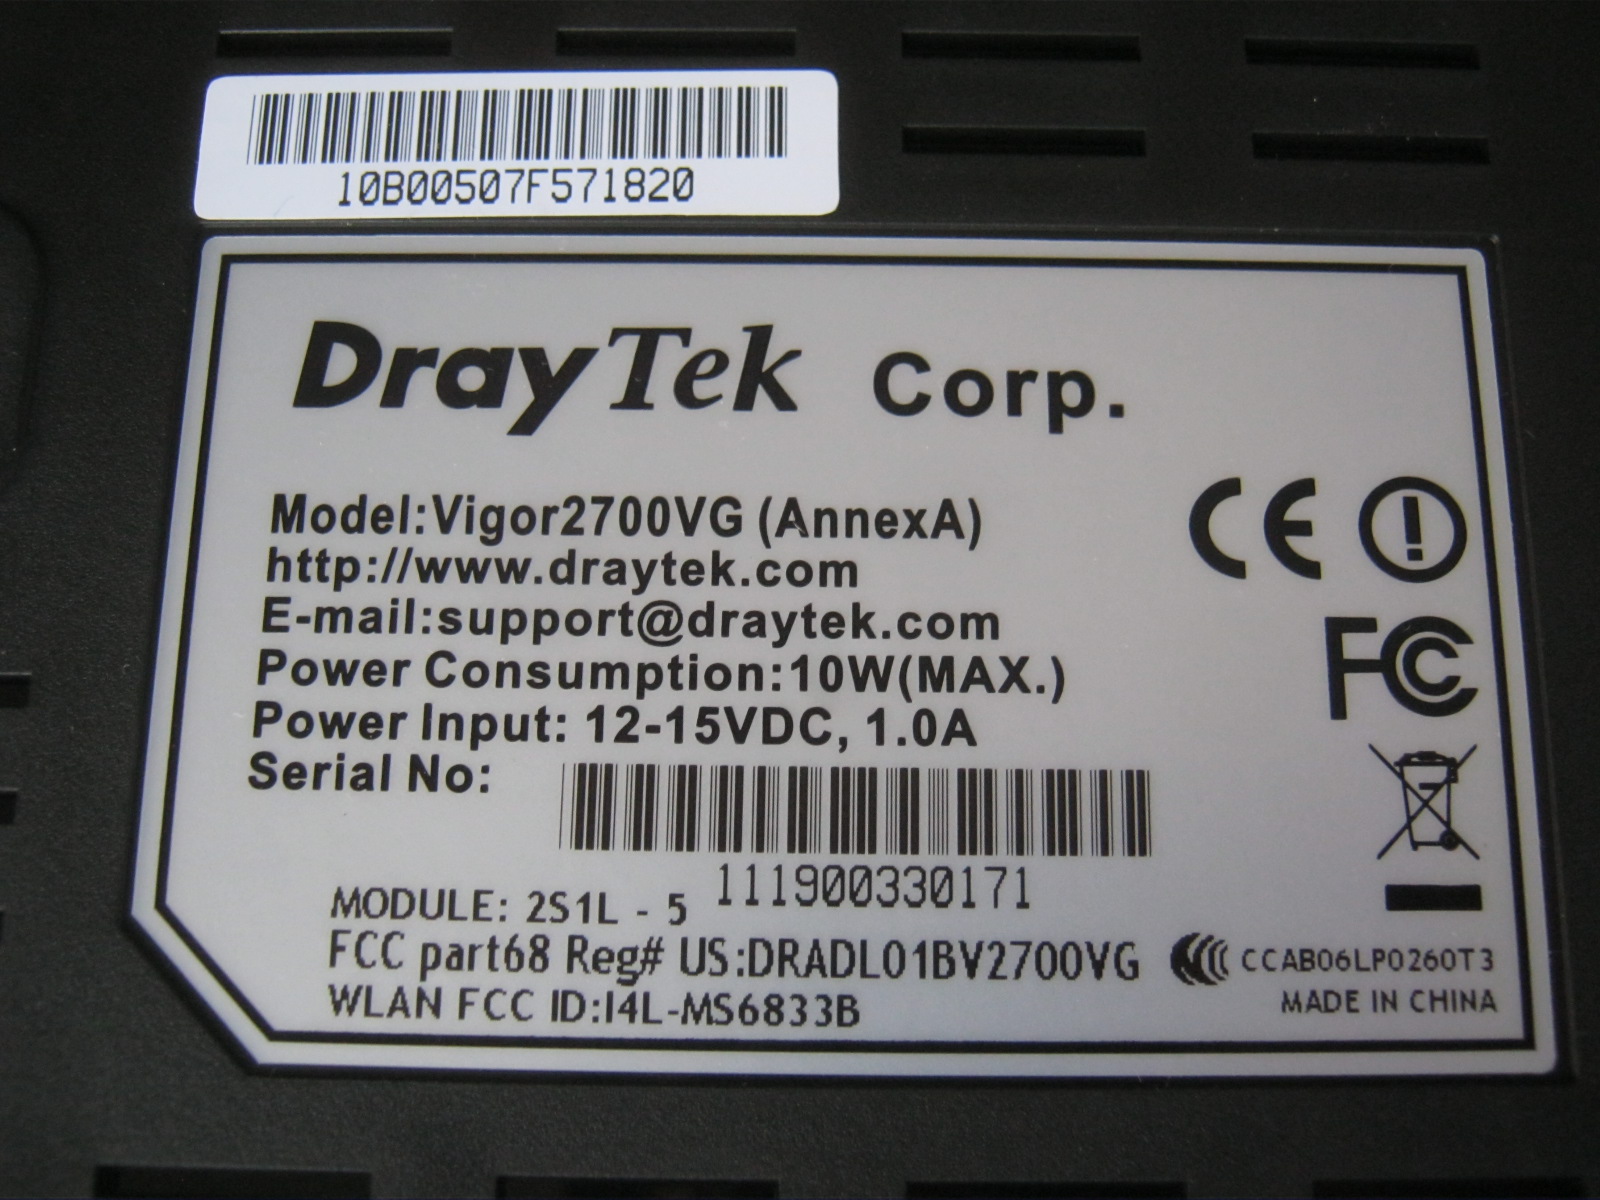 10B00507F571820
DrayTek Corp.
Model:Vigor2700VG (AnnexA)
http://www.draytek.com
E-mail:support@draytek.com
Power Consumption:10W(MAX.)
Power Input: 12-15VDC, 1.0A
Serial No:
111900330171
MODULE: 2S1L - 5
FCC part68 Reg# US:DRADL01BV2700VG
WLAN FCC ID:I4L-MS6833B
CE
FC
CCAB06LP0260T3
MADE IN CHINA